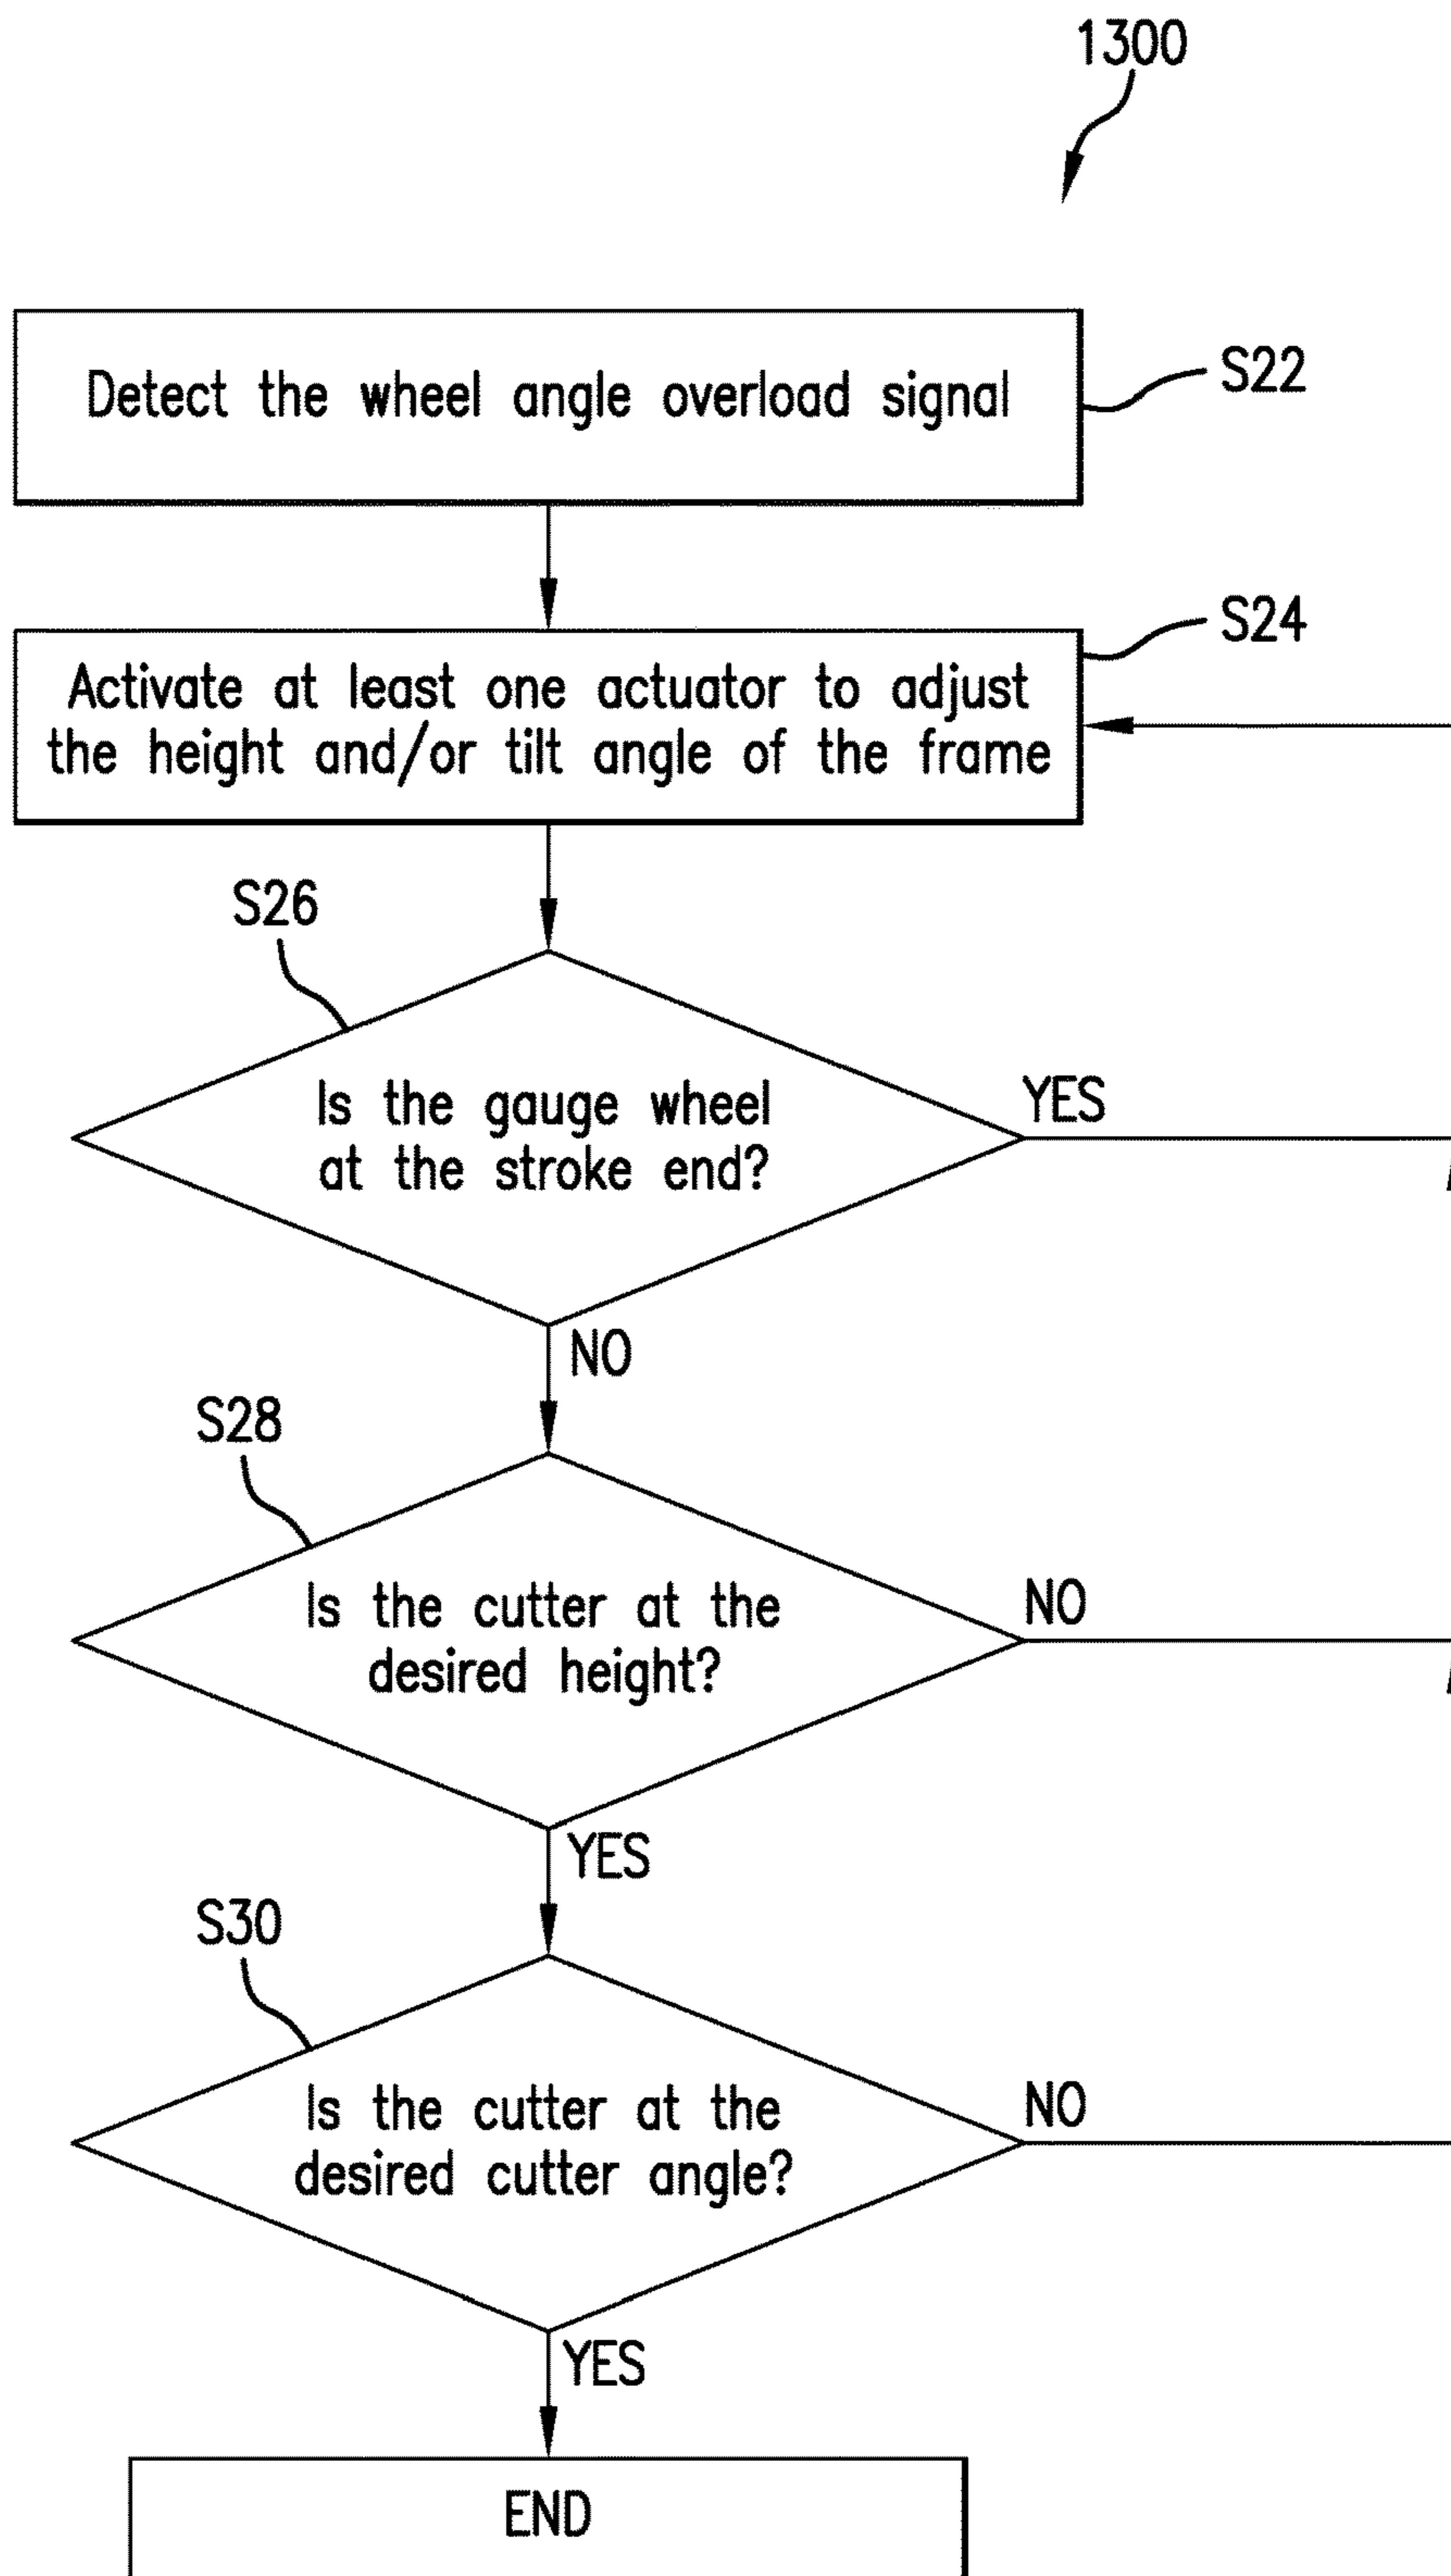 1300
Detect the wheel angle overload signal
S22
S24
Activate at least one actuator to adjust
the height and/or tilt angle of the frame
S26
Is the gauge wheel
at the stroke end?
YES
NO
S28
Is the cutter at the
desired height?
NO
YES
S30
Is the cutter at the
desired cutter angle?
NO
YES
END